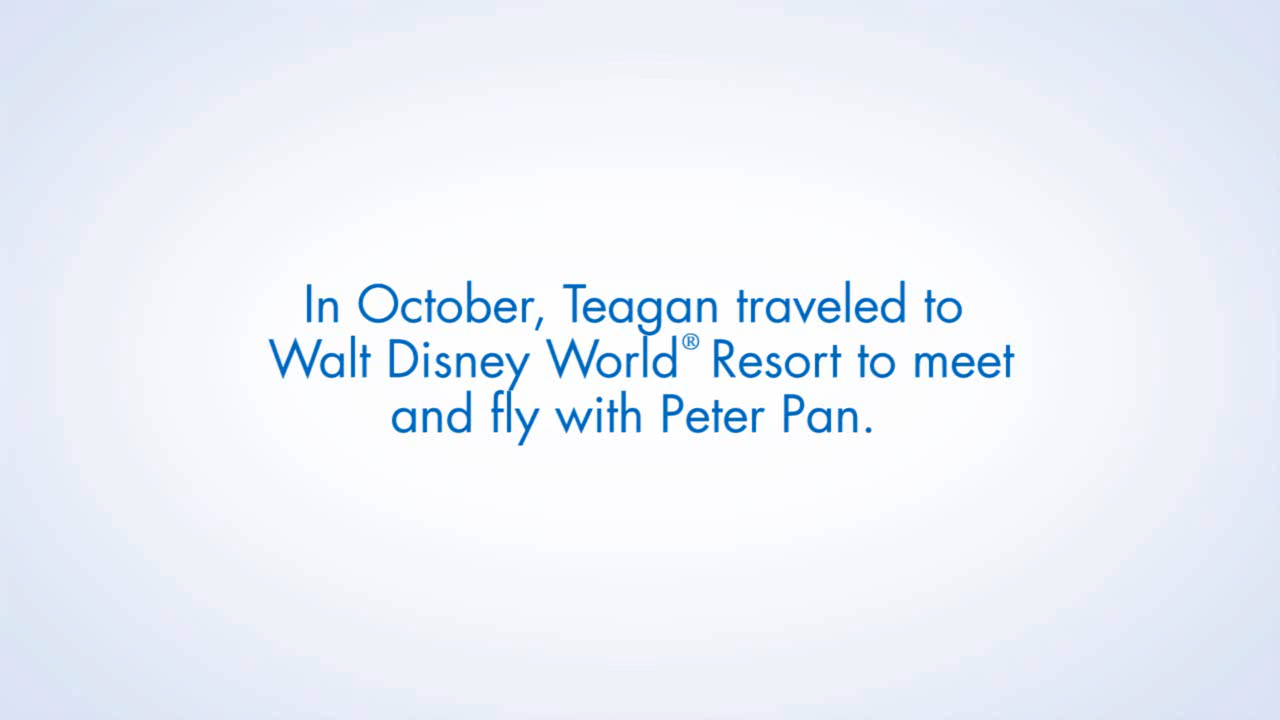 In October, Teagan traveled to
Walt Disney World® Resort to meet
and fly with Peter Pan.